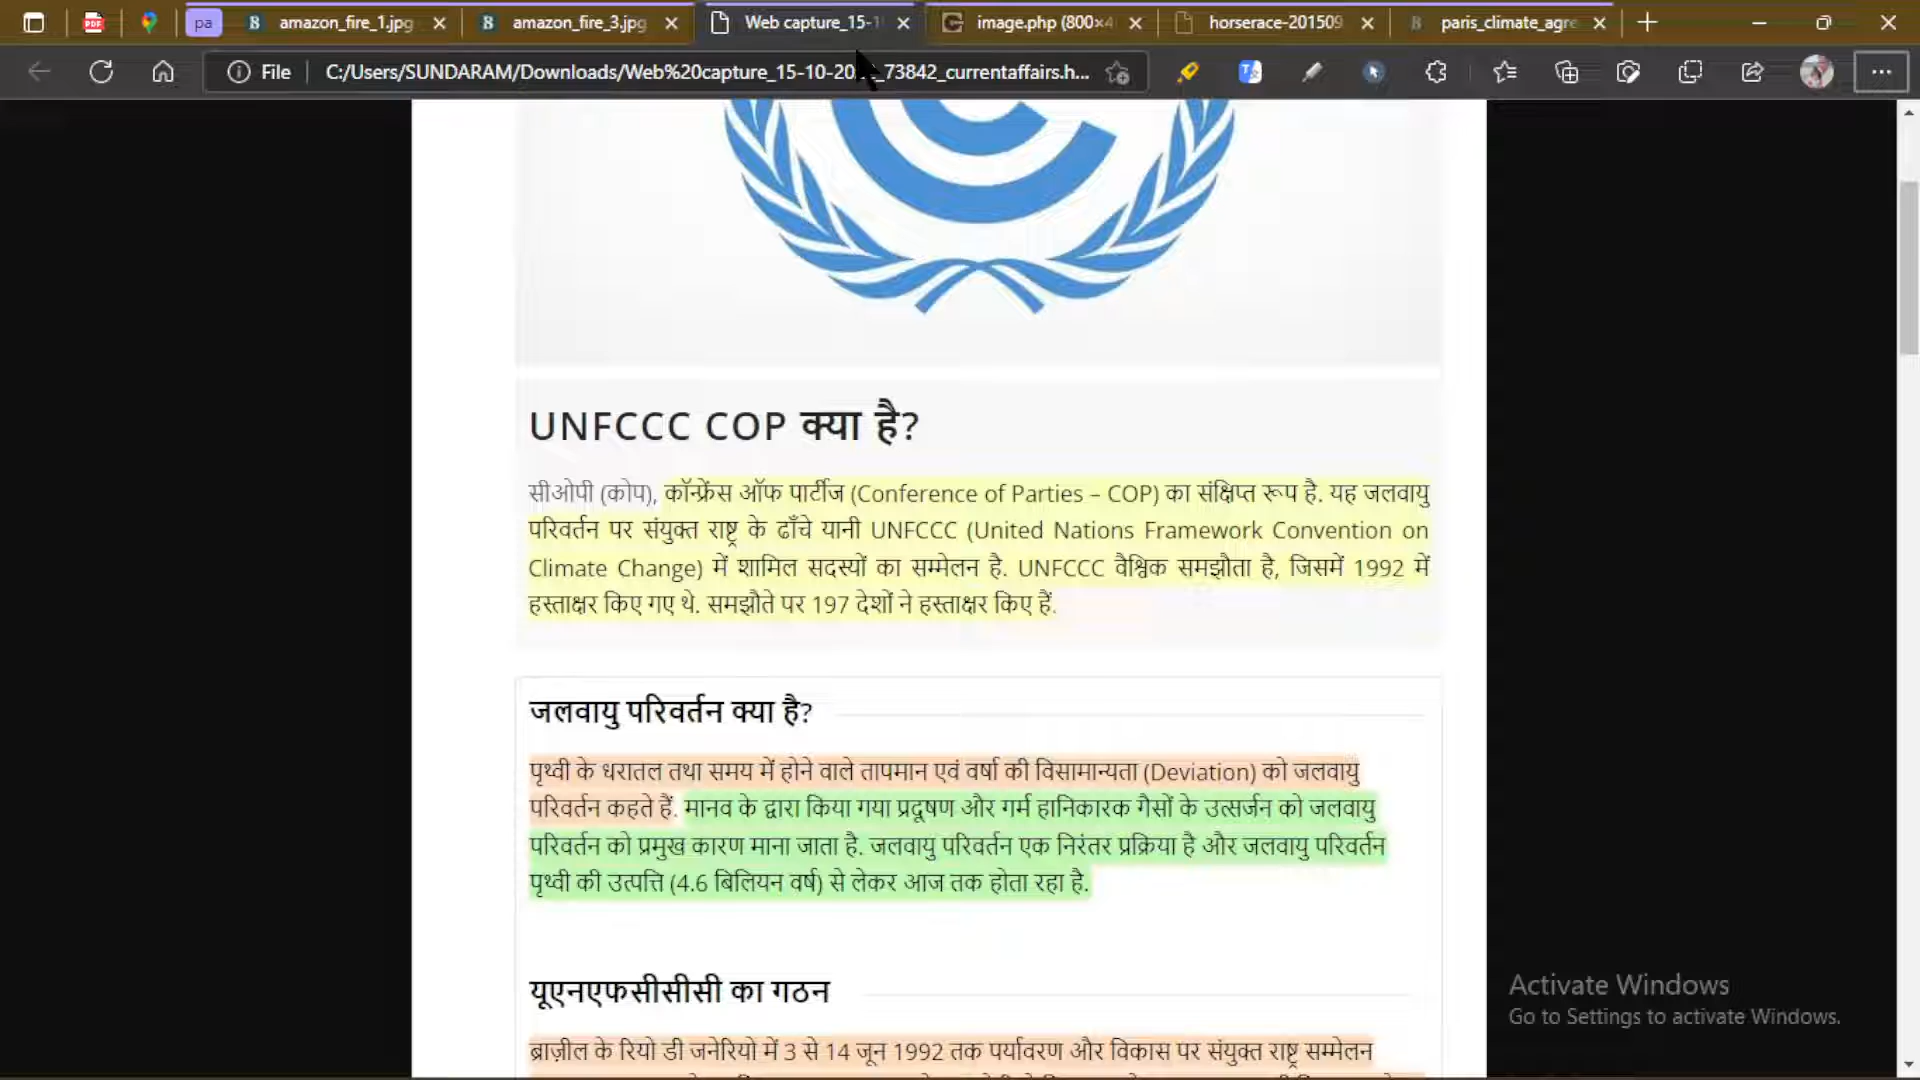 pa
amazon_fire_1.jpg
amazon_fire_3.jpg
Web capture_15-1
image.php (800×4
horserace-201509
paris_climate_agre
File
C:/Users/SUNDARAM/Downloads/Web%20capture_15-10-20 _73842_currentaffairs.h...
UNFCCC COP क्या है?
सीओपी (कोप), कॉन्फ्रेंस ऑफ पार्टीज (Conference of Parties – COP) का संक्षिप्त रूप है. यह जलवायु
परिवर्तन पर संयुक्त राष्ट्र के ढाँचे यानी UNFCCC (United Nations Framework Convention on
Climate Change) में शामिल सदस्यों का सम्मेलन है. UNFCCC वैश्विक समझौता है, जिसमें 1992 में
हस्ताक्षर किए गए थे. समझौते पर 197 देशों ने हस्ताक्षर किए हैं.
जलवायु परिवर्तन क्या है?
पृथ्वी के धरातल तथा समय में होने वाले तापमान एवं वर्षा की विसामान्यता (Deviation) को जलवायु
परिवर्तन कहते हैं. मानव के द्वारा किया गया प्रदूषण और गर्म हानिकारक गैसों के उत्सर्जन को जलवायु
परिवर्तन को प्रमुख कारण माना जाता है. जलवायु परिवर्तन एक निरंतर प्रक्रिया है और जलवायु परिवर्तन
पृथ्वी की उत्पत्ति (4.6 बिलियन वर्ष) से लेकर आज तक होता रहा है.
यूएनएफसीसीसी का गठन
ब्राज़ील के रियो डी जनेरियो में 3 से 14 जून 1992 तक पर्यावरण और विकास पर संयुक्त राष्ट्र सम्मेलन
Activate Windows
Go to Settings to activate Windows.